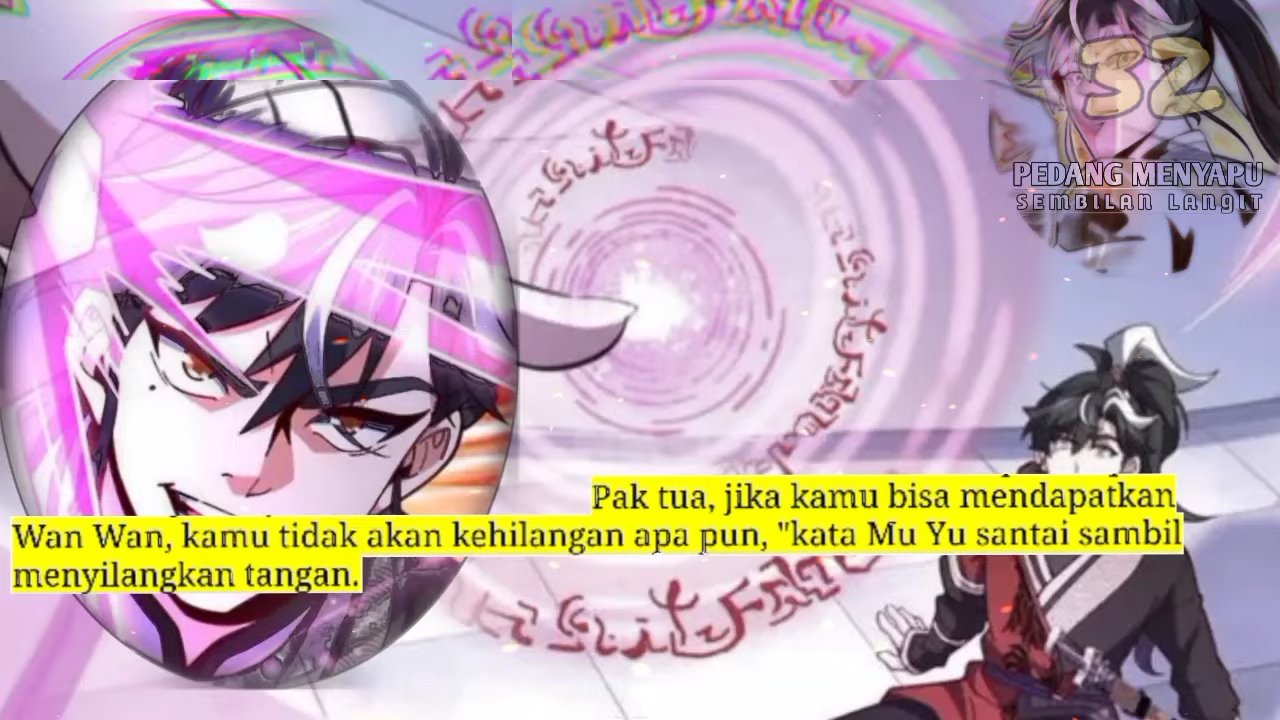 32
PEDANG MENYAPU
SEMBILAN LANGIT
Pak tua, jika kamu bisa mendapatkan
Wan Wan, kamu tidak akan kehilangan apa pun, "kata Mu Yu santai sambil
menyilangkan tangan.